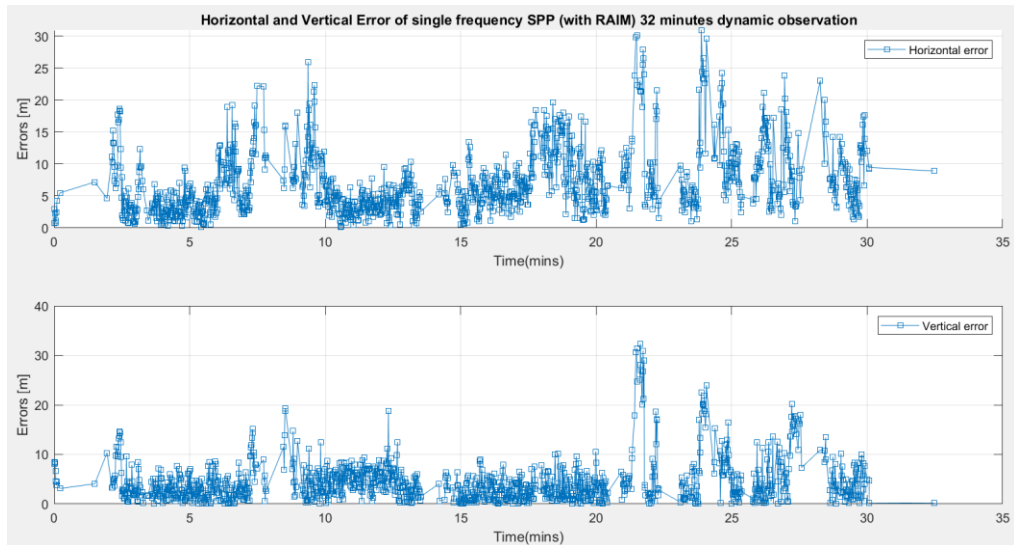 Horizontal and Vertical Error of single frequency SPP (with RAIM) 32 minutes dynamic observation
Errors [m]
30
25
20
15
10
5
0
Horizontal error
0 5 10 15 20 25 30 35
Time(mins)
Errors [m]
40
30
20
10
0
Vertical error
0 5 10 15 20 25 30 35
Time(mins)